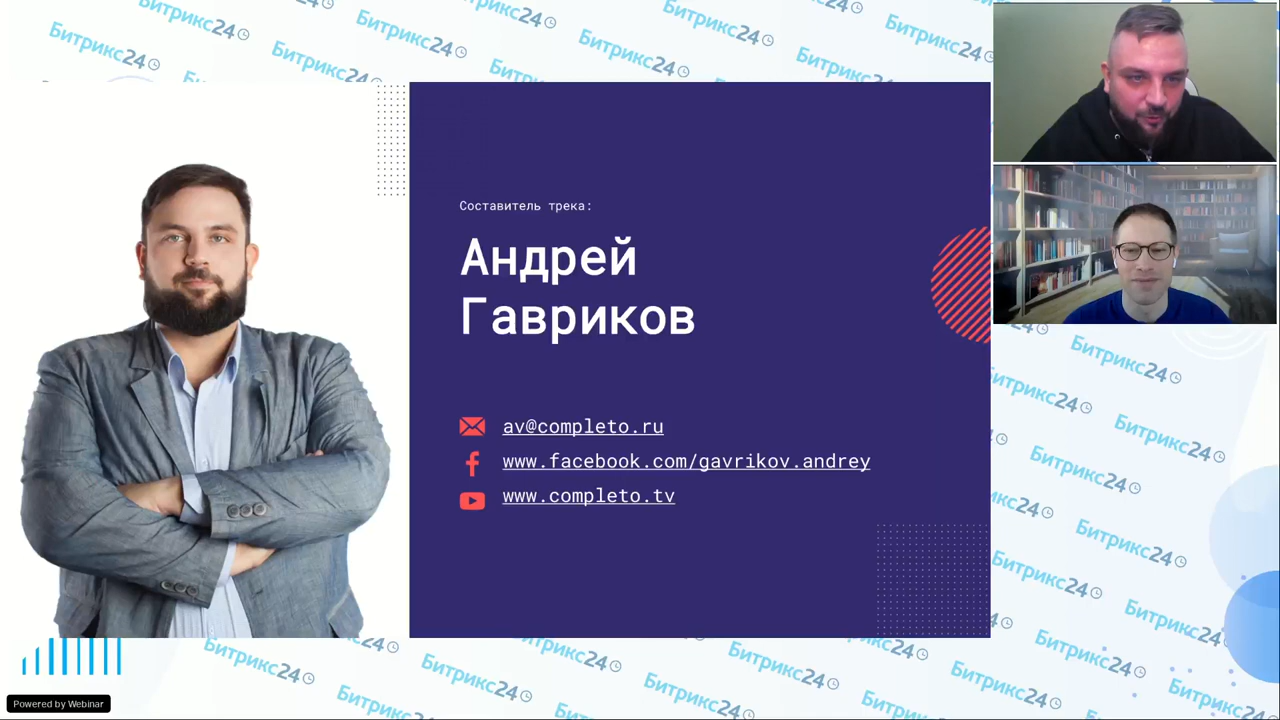 Битрикс24
Составитель трека:
Андрей
Гавриков
av@completo.ru
www.facebook.com/gavrikov.andrey
www.completo.tv
Powered by Webinar